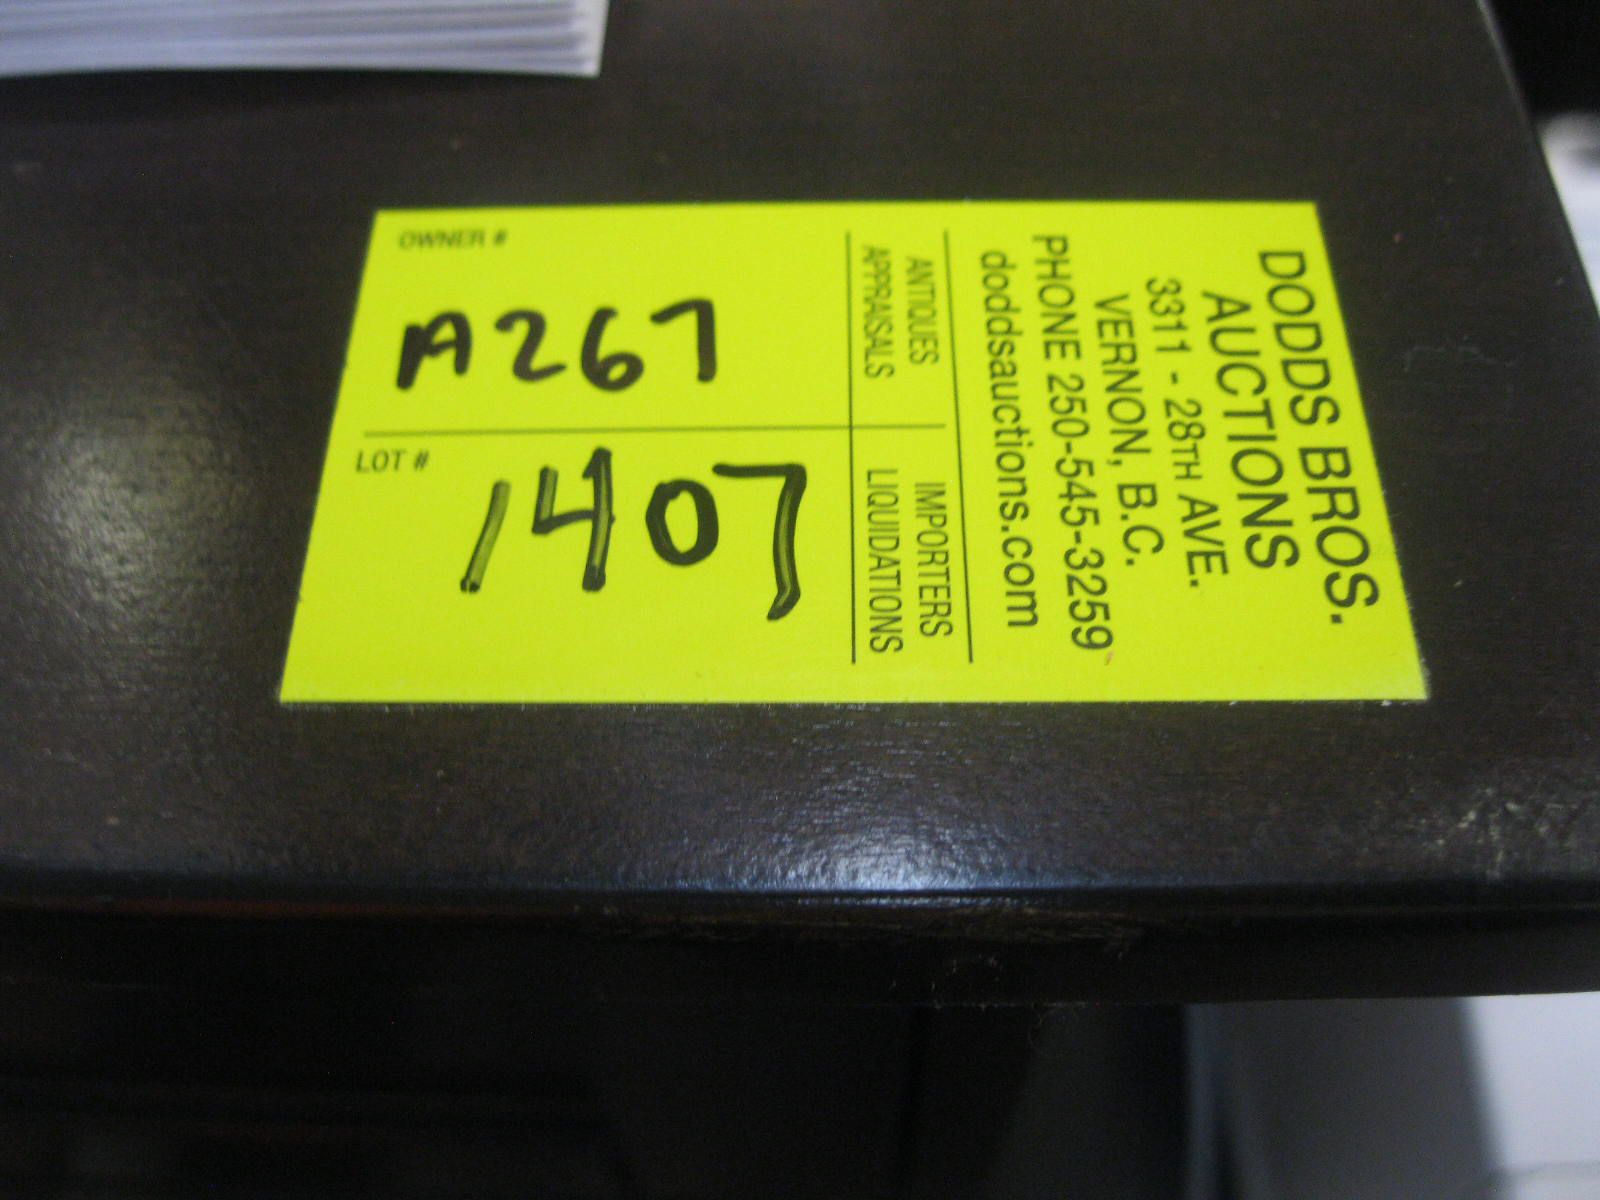 DODDS BROS.
AUCTIONS
3311 - 28TH AVE.
VERNON, B.C.
PHONE 250-545-3259
doddsauctions.com
ANTIQUES IMPORTERS
APPRAISALS LIQUIDATIONS
OWNER #
A267
LOT #
1407